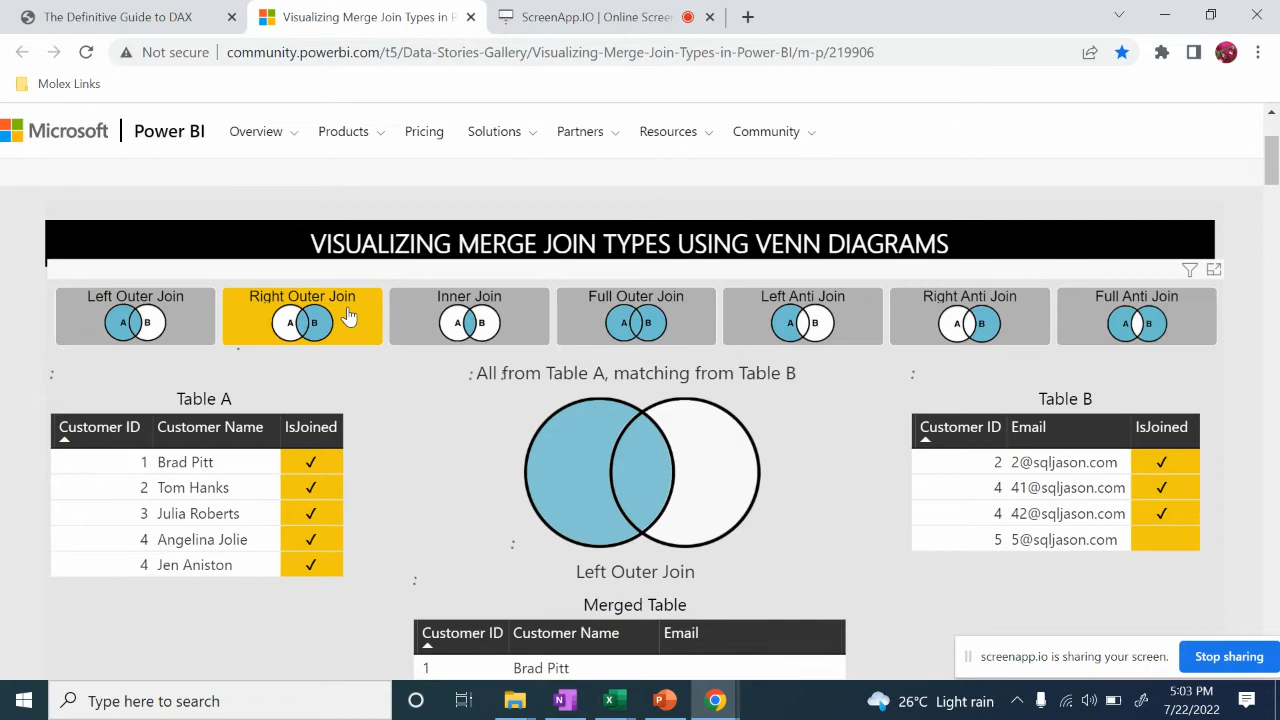 The Definitive Guide to DAX
Visualizing Merge Join Types in P
ScreenApp.IO | Online Screen
Not secure
community.powerbi.com/t5/Data-Stories-Gallery/Visualizing-Merge-Join-Types-in-Power-BI/m-p/219906
Molex Links
Microsoft | Power BI Overview Products Pricing Solutions Partners Resources Community
VISUALIZING MERGE JOIN TYPES USING VENN DIAGRAMS
Left Outer Join Right Outer Join Inner Join Full Outer Join Left Anti Join Right Anti Join Full Anti Join
A B A B A B A B A B A B A B
All from Table A, matching from Table B
Table A
Customer ID Customer Name IsJoined
1 Brad Pitt ✓
2 Tom Hanks ✓
3 Julia Roberts ✓
4 Angelina Jolie ✓
4 Jen Aniston ✓
Table B
Customer ID Email IsJoined
2 2@sqljason.com ✓
4 41@sqljason.com ✓
4 42@sqljason.com ✓
5 5@sqljason.com
Left Outer Join
Merged Table
Customer ID Customer Name Email
1 Brad Pitt
screenapp.io is sharing your screen. Stop sharing
Type here to search
26°C Light rain
5:03 PM
7/22/2022